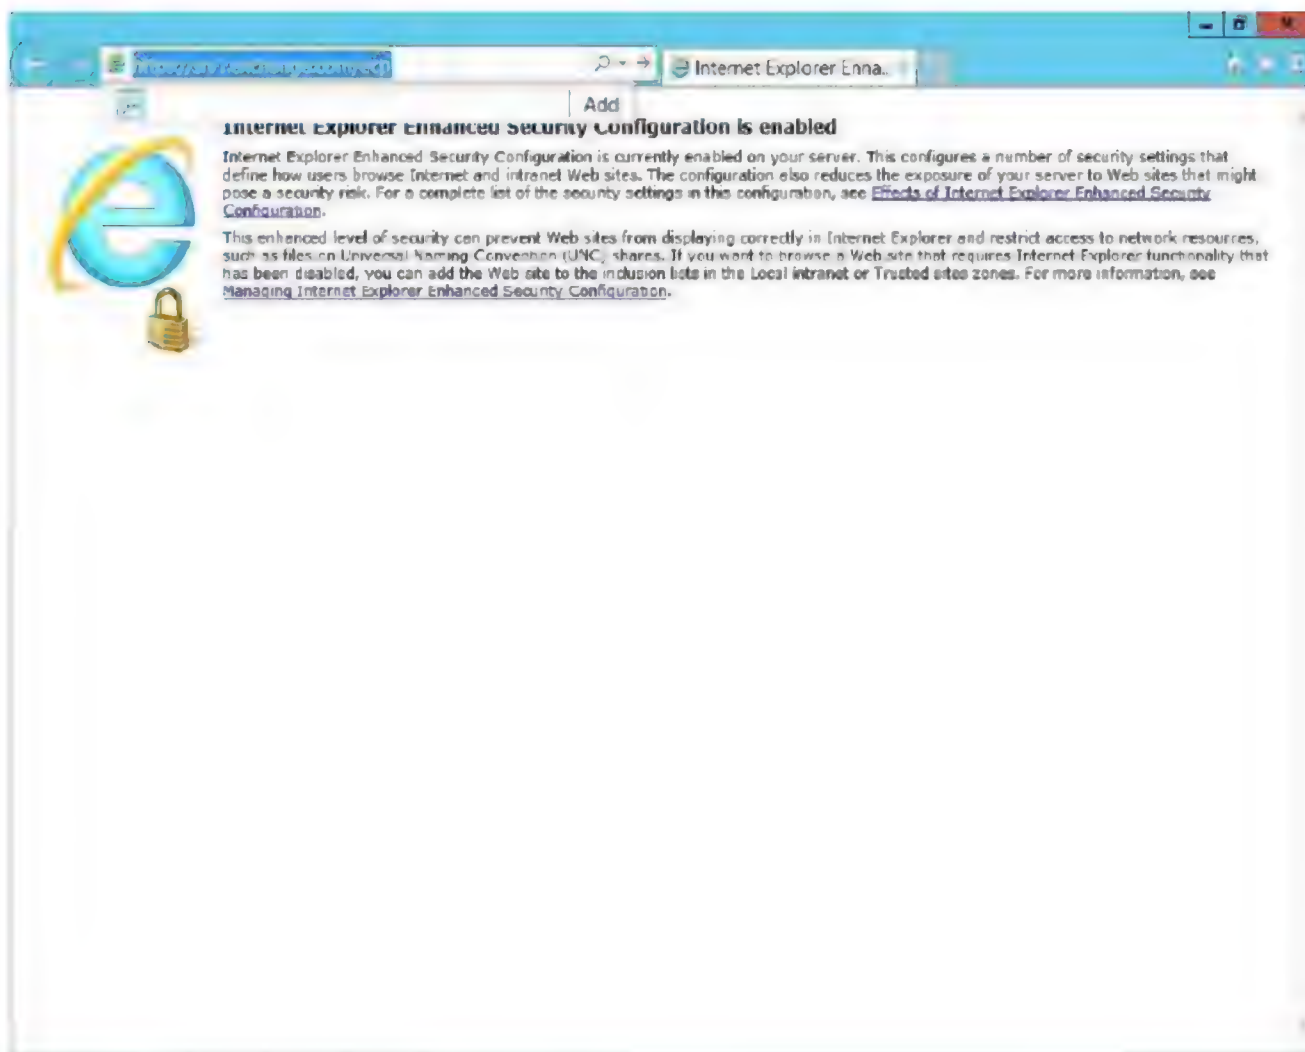 Internet Explorer Enna..
Add
Internet Explorer Enhanced Security Configuration is enabled
Internet Explorer Enhanced Security Configuration is currently enabled on your server. This configures a number of security settings that
define how users browse Internet and intranet Web sites. The configuration also reduces the exposure of your server to Web sites that might
pose a security risk. For a complete list of the security settings in this configuration, see Effects of Internet Explorer Enhanced Security
Configuration.
This enhanced level of security can prevent Web sites from displaying correctly in Internet Explorer and restrict access to network resources,
such as files on Universal Naming Convention (UNC) shares. If you want to browse a Web site that requires Internet Explorer functionality that
has been disabled, you can add the Web site to the inclusion lists in the Local intranet or Trusted sites zones. For more information, see
Managing Internet Explorer Enhanced Security Configuration.